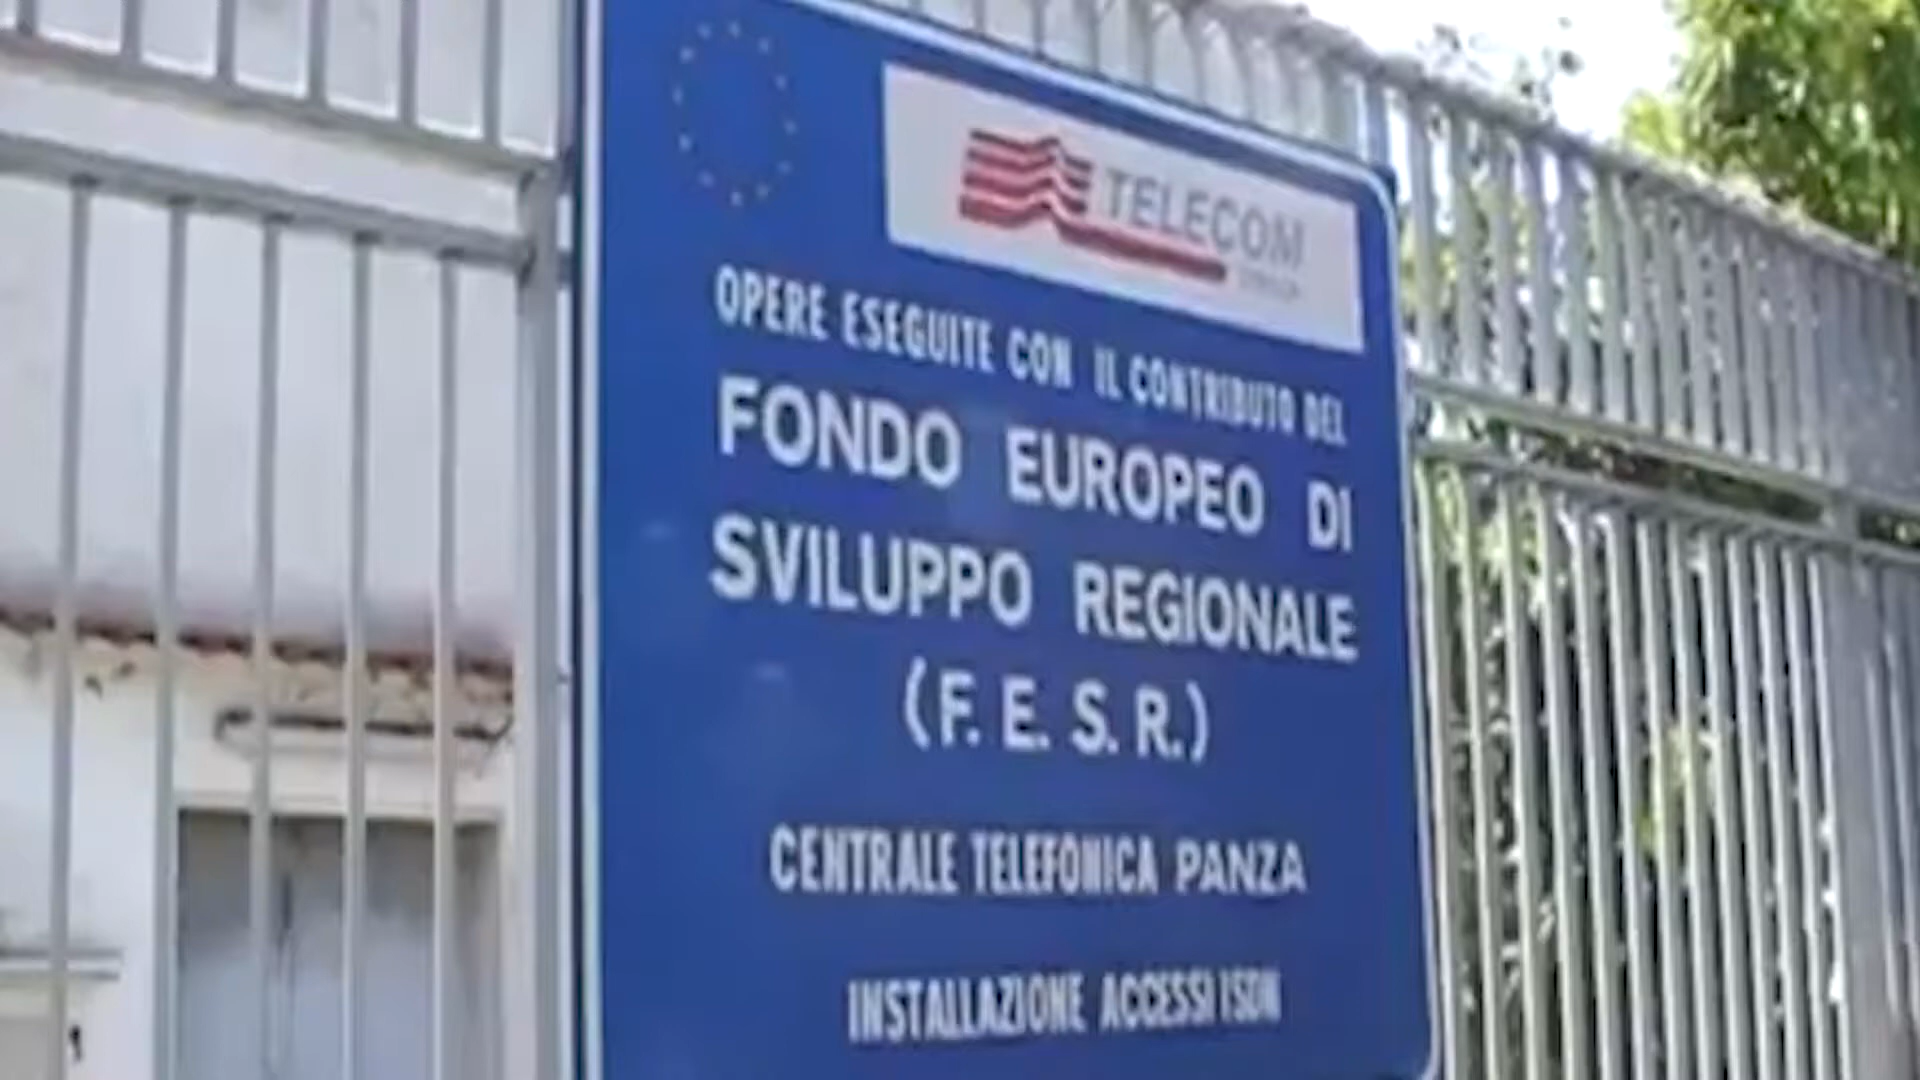 TELECOM
OPERE ESEGUITE CON IL CONTRIBUTO DEL
FONDO EUROPEO DI
SVILUPPO REGIONALE
(F. E. S. R.)
CENTRALE TELEFONICA PANZA
INSTALLAZIONE ACCESSI ISDN